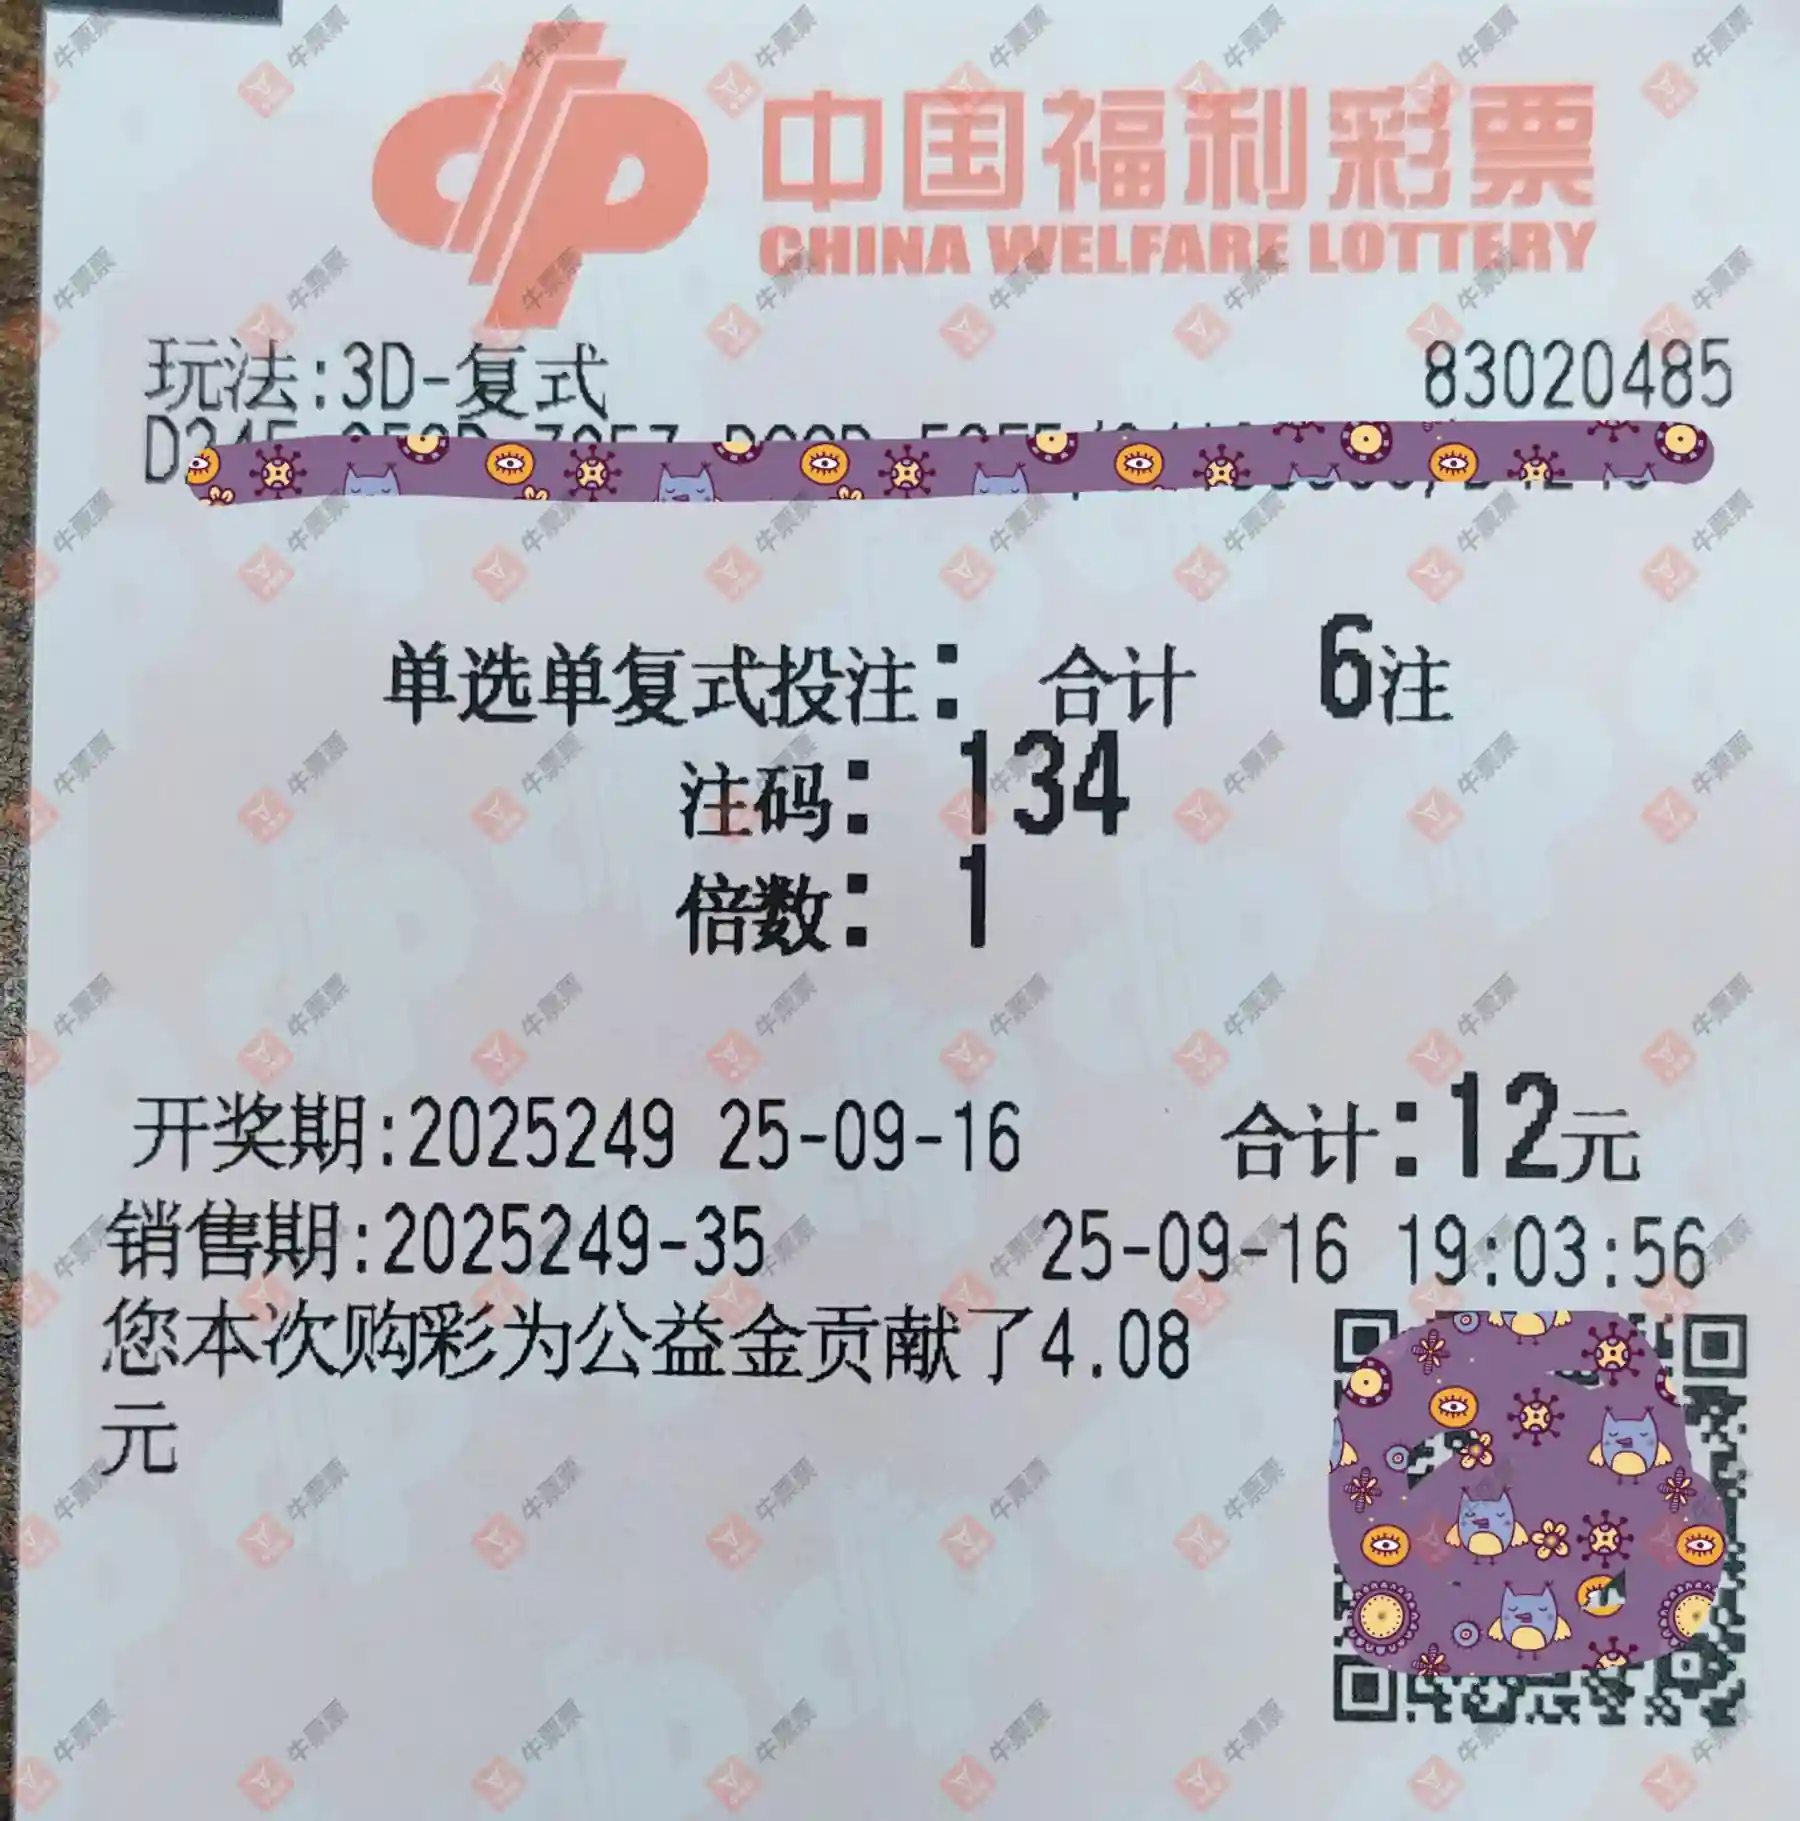 中国福利彩票
CHINA WELFARE LOTTERY
玩法:3D-复式 83020485
单选单复式投注: 合计 6注
注码: 134
倍数: 1
开奖期:2025249 25-09-16 合计:12元
销售期:2025249-35 25-09-16 19:03:56
您本次购彩为公益金贡献了4.08
元
牛票票